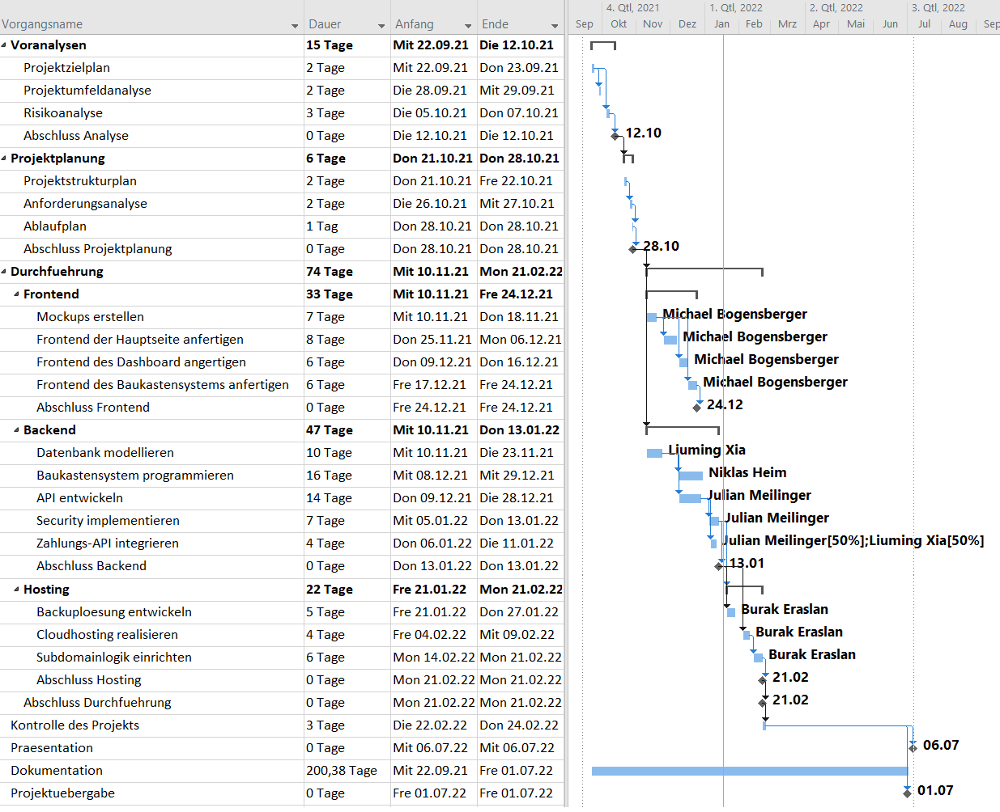 4. Qtl, 2021 1. Qtl, 2022 2. Qtl, 2022 3. Qtl, 2022
Vorgangsname Dauer Anfang Ende Sep Okt Nov Dez Jan Feb Mrz Apr Mai Jun Jul Aug Sep
Voranalysen 15 Tage Mit 22.09.21 Die 12.10.21
Projektzielplan 2 Tage Mit 22.09.21 Don 23.09.21
Projektumfeldanalyse 2 Tage Die 28.09.21 Mit 29.09.21
Risikoanalyse 3 Tage Die 05.10.21 Don 07.10.21
Abschluss Analyse 0 Tage Die 12.10.21 Die 12.10.21 12.10
Projektplanung 6 Tage Don 21.10.21 Don 28.10.21
Projektstrukturplan 2 Tage Don 21.10.21 Fre 22.10.21
Anforderungsanalyse 2 Tage Die 26.10.21 Mit 27.10.21
Ablaufplan 1 Tag Don 28.10.21 Don 28.10.21
Abschluss Projektplanung 0 Tage Don 28.10.21 Don 28.10.21 28.10
Durchfuehrung 74 Tage Mit 10.11.21 Mon 21.02.22
Frontend 33 Tage Mit 10.11.21 Fre 24.12.21
Mockups erstellen 7 Tage Mit 10.11.21 Don 18.11.21 Michael Bogensberger
Frontend der Hauptseite anfertigen 8 Tage Don 25.11.21 Mon 06.12.21 Michael Bogensberger
Frontend des Dashboard angertigen 6 Tage Don 09.12.21 Don 16.12.21 Michael Bogensberger
Frontend des Baukastensystems anfertigen 6 Tage Fre 17.12.21 Fre 24.12.21 Michael Bogensberger
Abschluss Frontend 0 Tage Fre 24.12.21 Fre 24.12.21 24.12
Backend 47 Tage Mit 10.11.21 Don 13.01.22
Datenbank modellieren 10 Tage Mit 10.11.21 Die 23.11.21 Liuming Xia
Baukastensystem programmieren 16 Tage Mit 08.12.21 Mit 29.12.21 Niklas Heim
API entwickeln 14 Tage Don 09.12.21 Die 28.12.21 Julian Meilinger
Security implementieren 7 Tage Mit 05.01.22 Don 13.01.22 Julian Meilinger
Zahlungs-API integrieren 4 Tage Don 06.01.22 Die 11.01.22 Julian Meilinger[50%];Liuming Xia[50%]
Abschluss Backend 0 Tage Don 13.01.22 Don 13.01.22 13.01
Hosting 22 Tage Fre 21.01.22 Mon 21.02.22
Backuploesung entwickeln 5 Tage Fre 21.01.22 Don 27.01.22 Burak Eraslan
Cloudhosting realisieren 4 Tage Fre 04.02.22 Mit 09.02.22 Burak Eraslan
Subdomainlogik einrichten 6 Tage Mon 14.02.22 Mon 21.02.22 Burak Eraslan
Abschluss Hosting 0 Tage Mon 21.02.22 Mon 21.02.22 21.02
Abschluss Durchfuehrung 0 Tage Mon 21.02.22 Mon 21.02.22 21.02
Kontrolle des Projekts 3 Tage Die 22.02.22 Don 24.02.22
Praesentation 0 Tage Mit 06.07.22 Mit 06.07.22 06.07
Dokumentation 200,38 Tage Mit 22.09.21 Fre 01.07.22
Projektuebergabe 0 Tage Fre 01.07.22 Fre 01.07.22 01.07